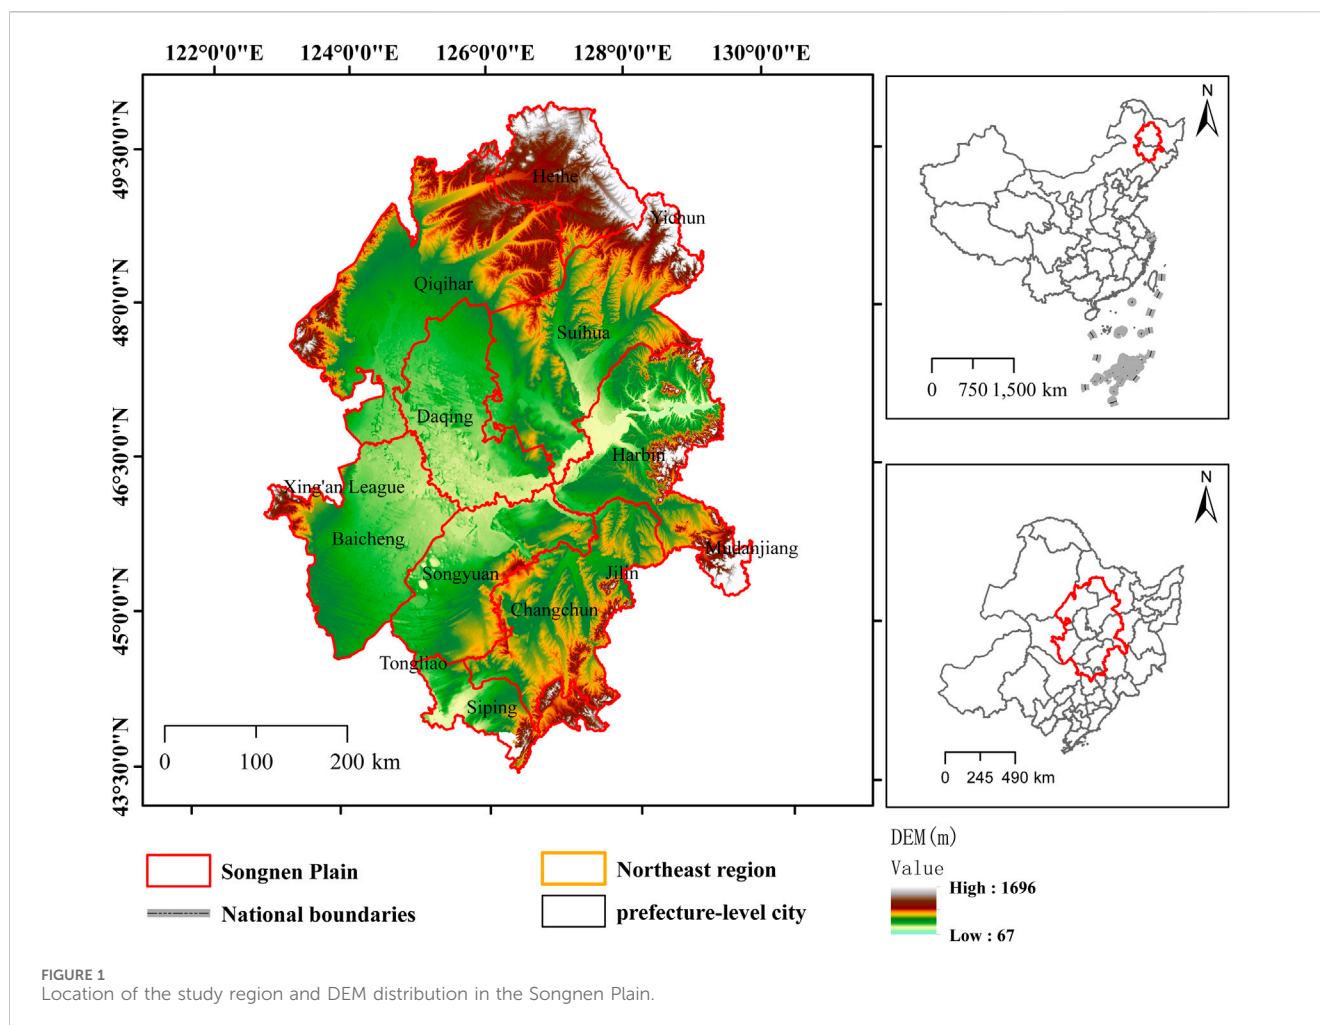 122°0'0"E 124°0'0"E 126°0'0"E 128°0'0"E 130°0'0"E
49°30'0"N
48°0'0"N
46°30'0"N
45°0'0"N
43°30'0"N
Heihe
Yichun
Qiqihar
Suihua
Daqing
Harbin
Xing'an League
Baicheng
Mudanjiang
Songyuan
Jilin
Changchun
Tongliao
Siping
0 100 200 km
N
0 750 1,500 km
N
0 245 490 km
Songnen Plain
Northeast region
National boundaries
prefecture-level city
DEM(m)
Value
High : 1696
Low : 67
FIGURE 1
Location of the study region and DEM distribution in the Songnen Plain.